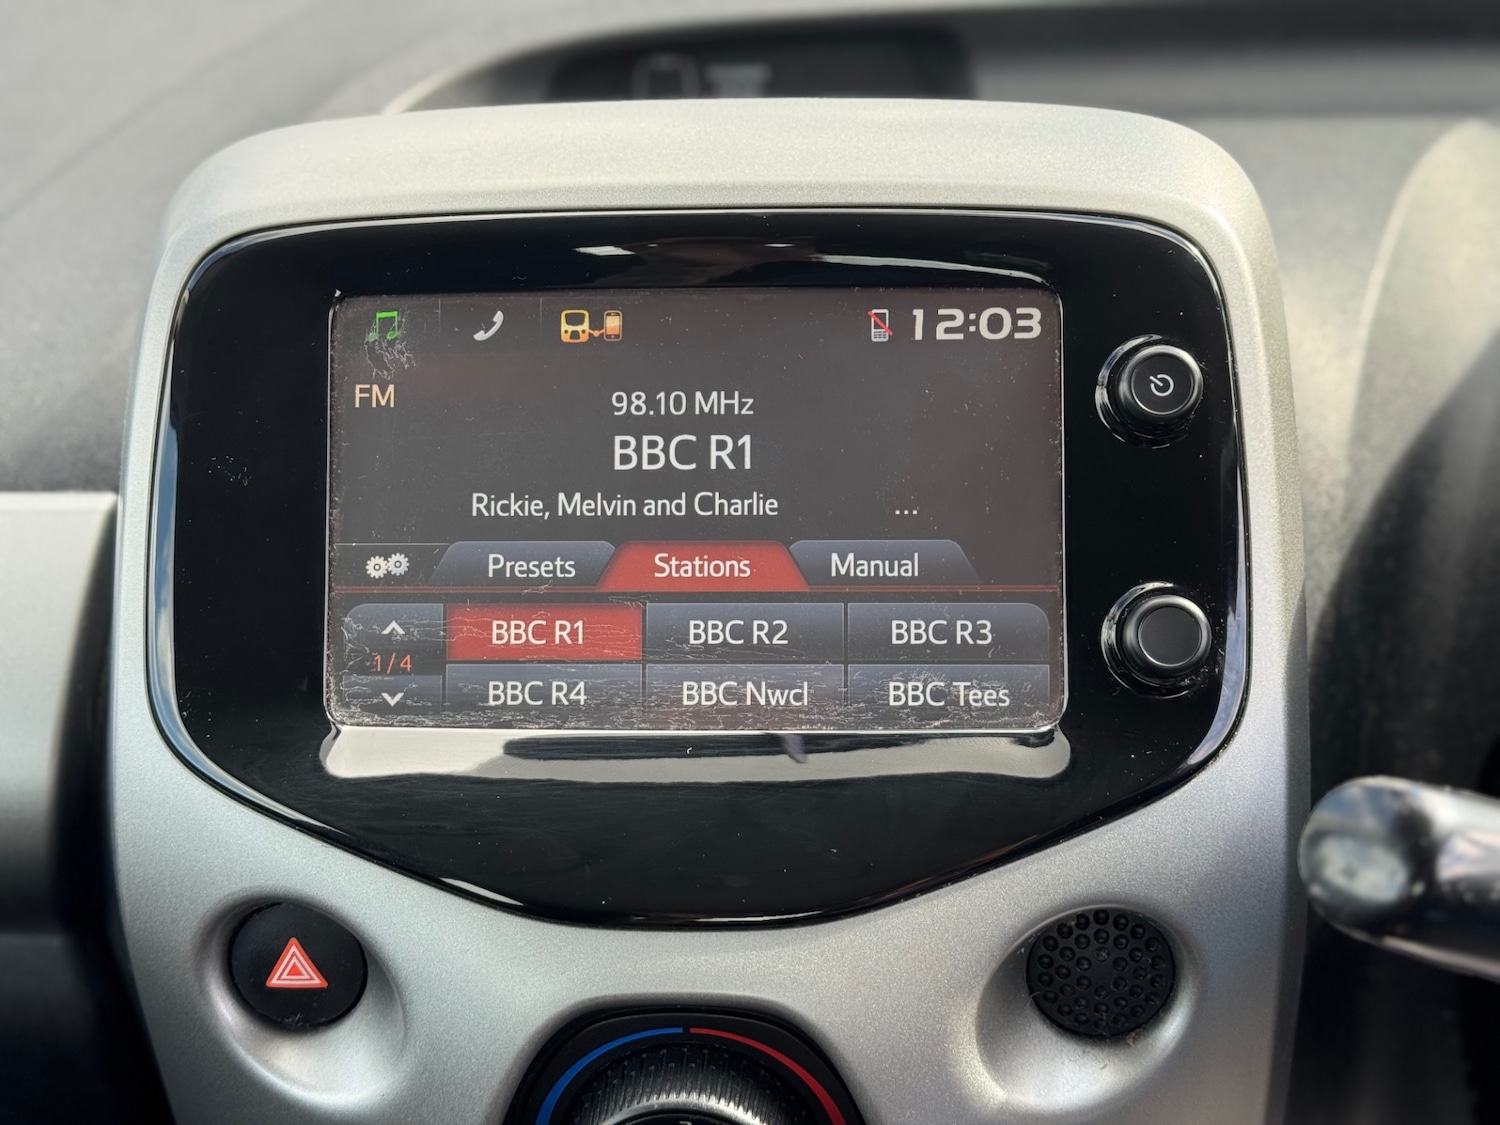 12:03
FM
98.10 MHz
BBC R1
Rickie, Melvin and Charlie ...
Presets Stations Manual
BBC R1 BBC R2 BBC R3
1/4
BBC R4 BBC Nwcl BBC Tees